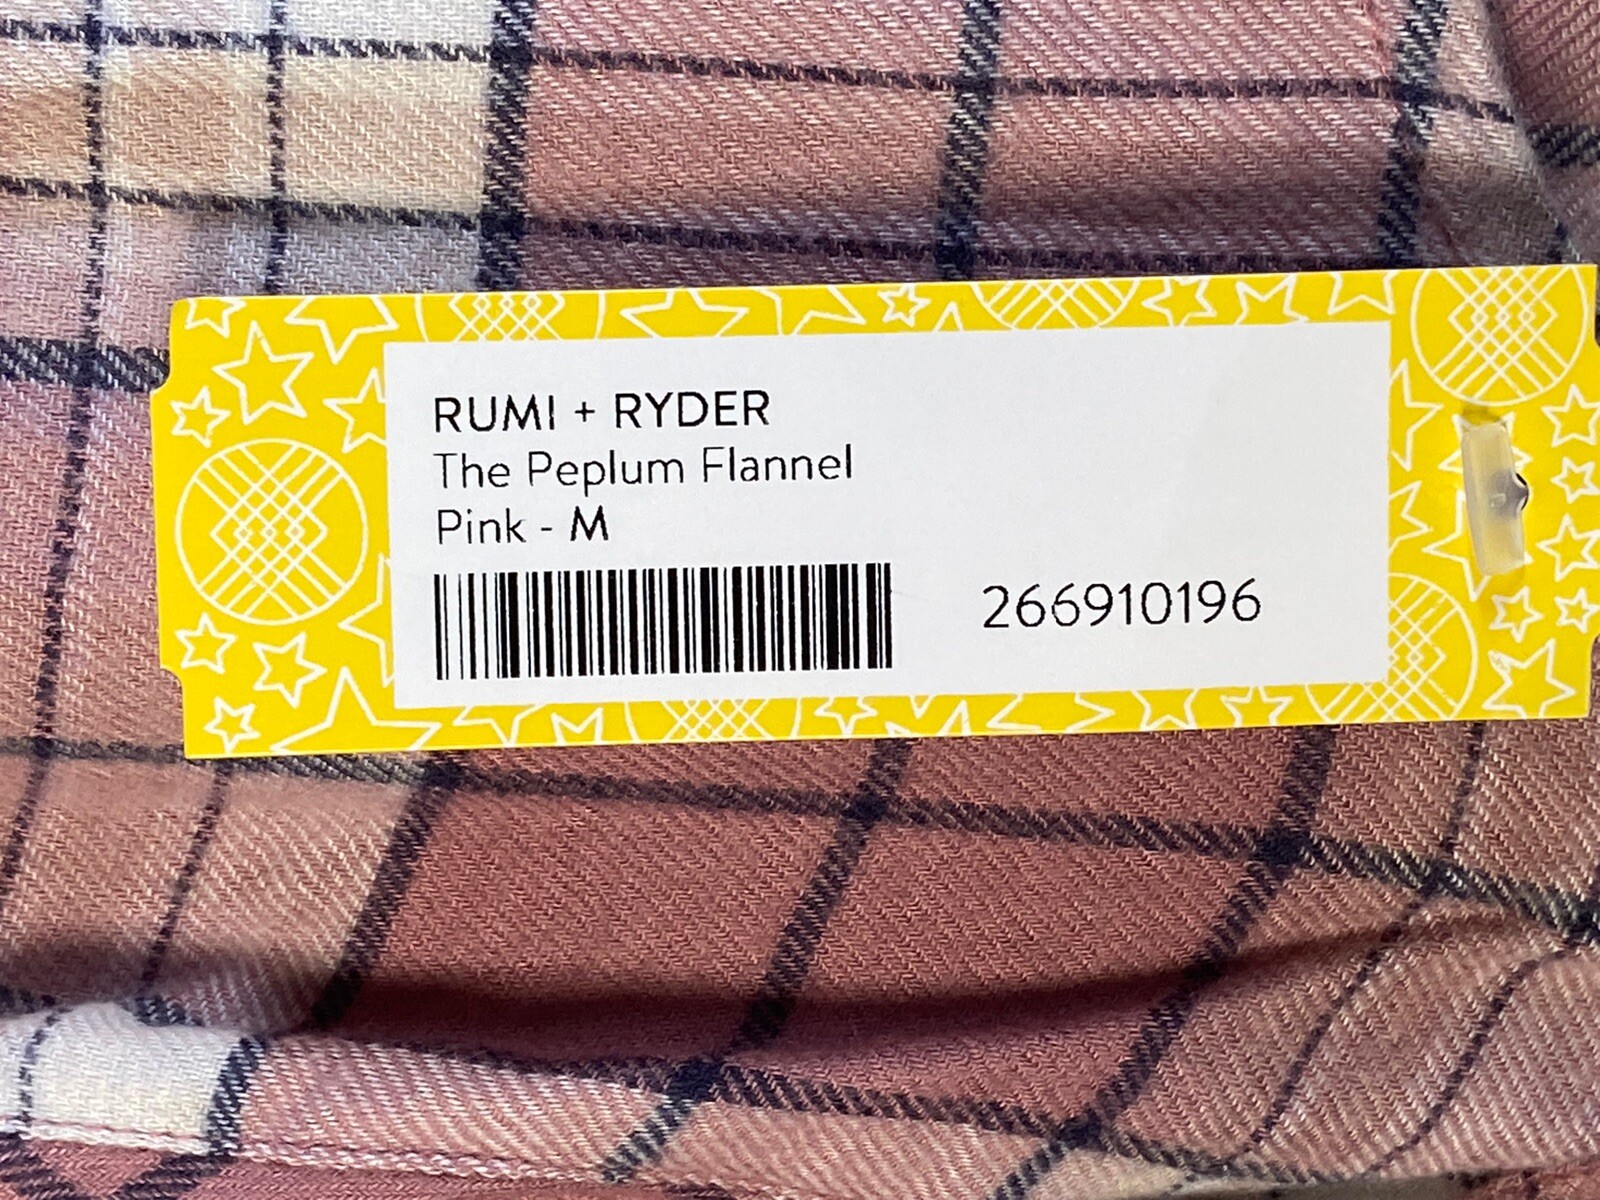 RUMI + RYDER
The Peplum Flannel
Pink - M
266910196